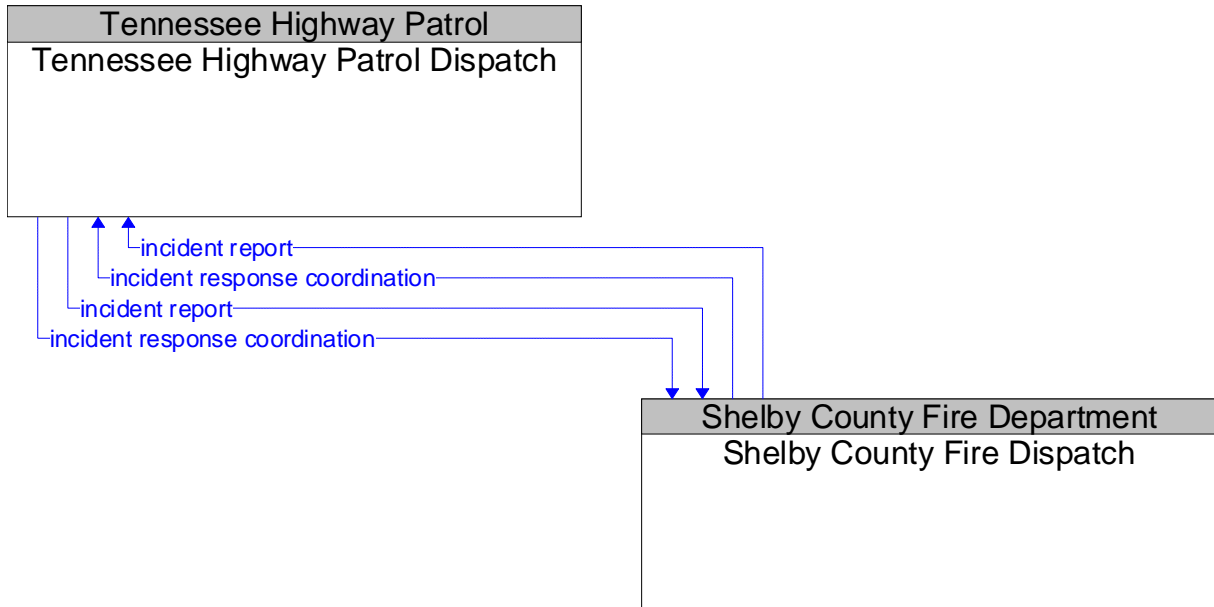 Tennessee Highway Patrol
Tennessee Highway Patrol Dispatch
incident report
incident response coordination
incident report
incident response coordination
Shelby County Fire Department
Shelby County Fire Dispatch